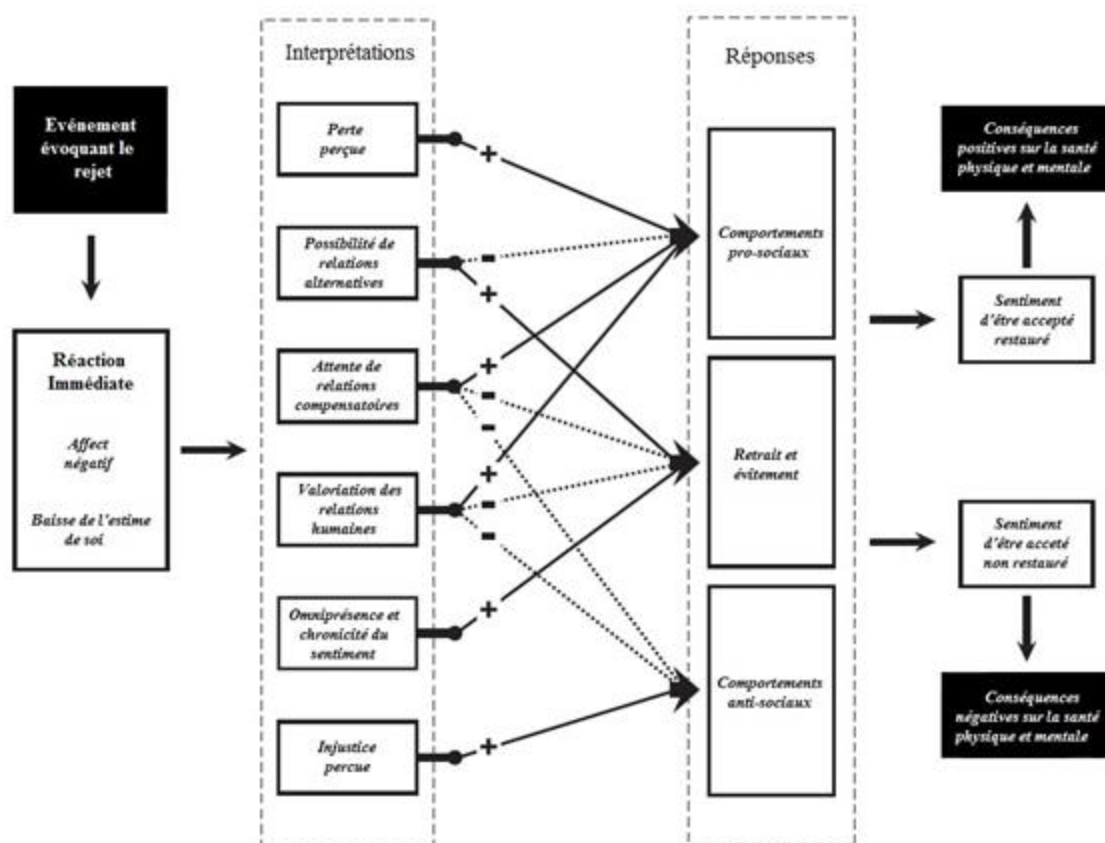 Evénement
évoquant le
rejet
Réaction
Immédiate
Affect
négatif
Baisse de l'estime
de soi
Interprétations
Perte
perçue
Possibilité de
relations
alternatives
Attente de
relations
compensatoires
Valoriation des
relations
humaines
Omniprésence et
chronicité du
sentiment
Injustice
percue
+
-
+
+
-
-
+
-
-
+
+
Réponses
Comportements
pro-sociaux
Retrait et
évitement
Comportements
anti-sociaux
Conséquences
positives sur la santé
physique et mentale
Sentiment
d'être accepté
restauré
Sentiment
d'être acceté
non restauré
Conséquences
négatives sur la santé
physique et mentale